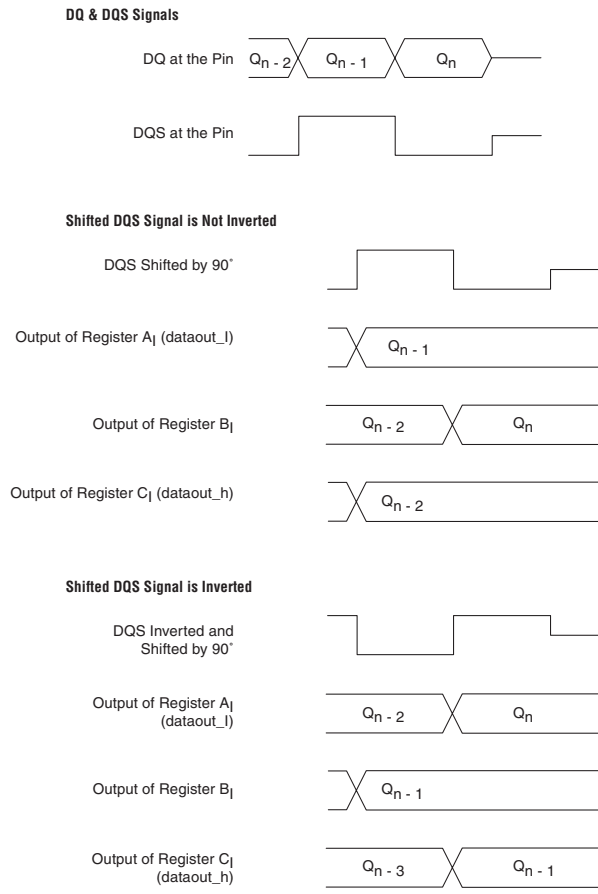 DQ & DQS Signals
DQ at the Pin Qn - 2 Qn - 1 Qn
DQS at the Pin
Shifted DQS Signal is Not Inverted
DQS Shifted by 90˚
Output of Register AI (dataout_l) Qn - 1
Output of Register BI Qn - 2 Qn
Output of Register CI (dataout_h) Qn - 2
Shifted DQS Signal is Inverted
DQS Inverted and
Shifted by 90˚
Output of Register AI
(dataout_l) Qn - 2 Qn
Output of Register BI Qn - 1
Output of Register CI
(dataout_h) Qn - 3 Qn - 1